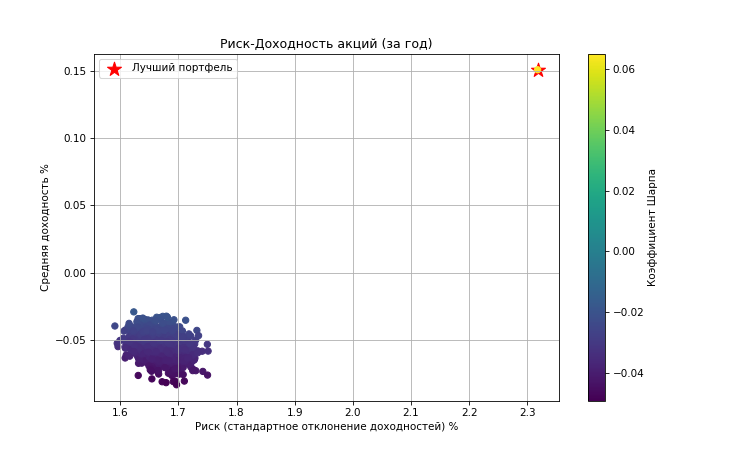 Риск-Доходность акций (за год)
Лучший портфель
Средняя доходность %
0.15
0.10
0.05
0.00
−0.05
1.6 1.7 1.8 1.9 2.0 2.1 2.2 2.3
Риск (стандартное отклонение доходностей) %
0.06
0.04
0.02
0.00
−0.02
−0.04
Коэффициент Шарпа